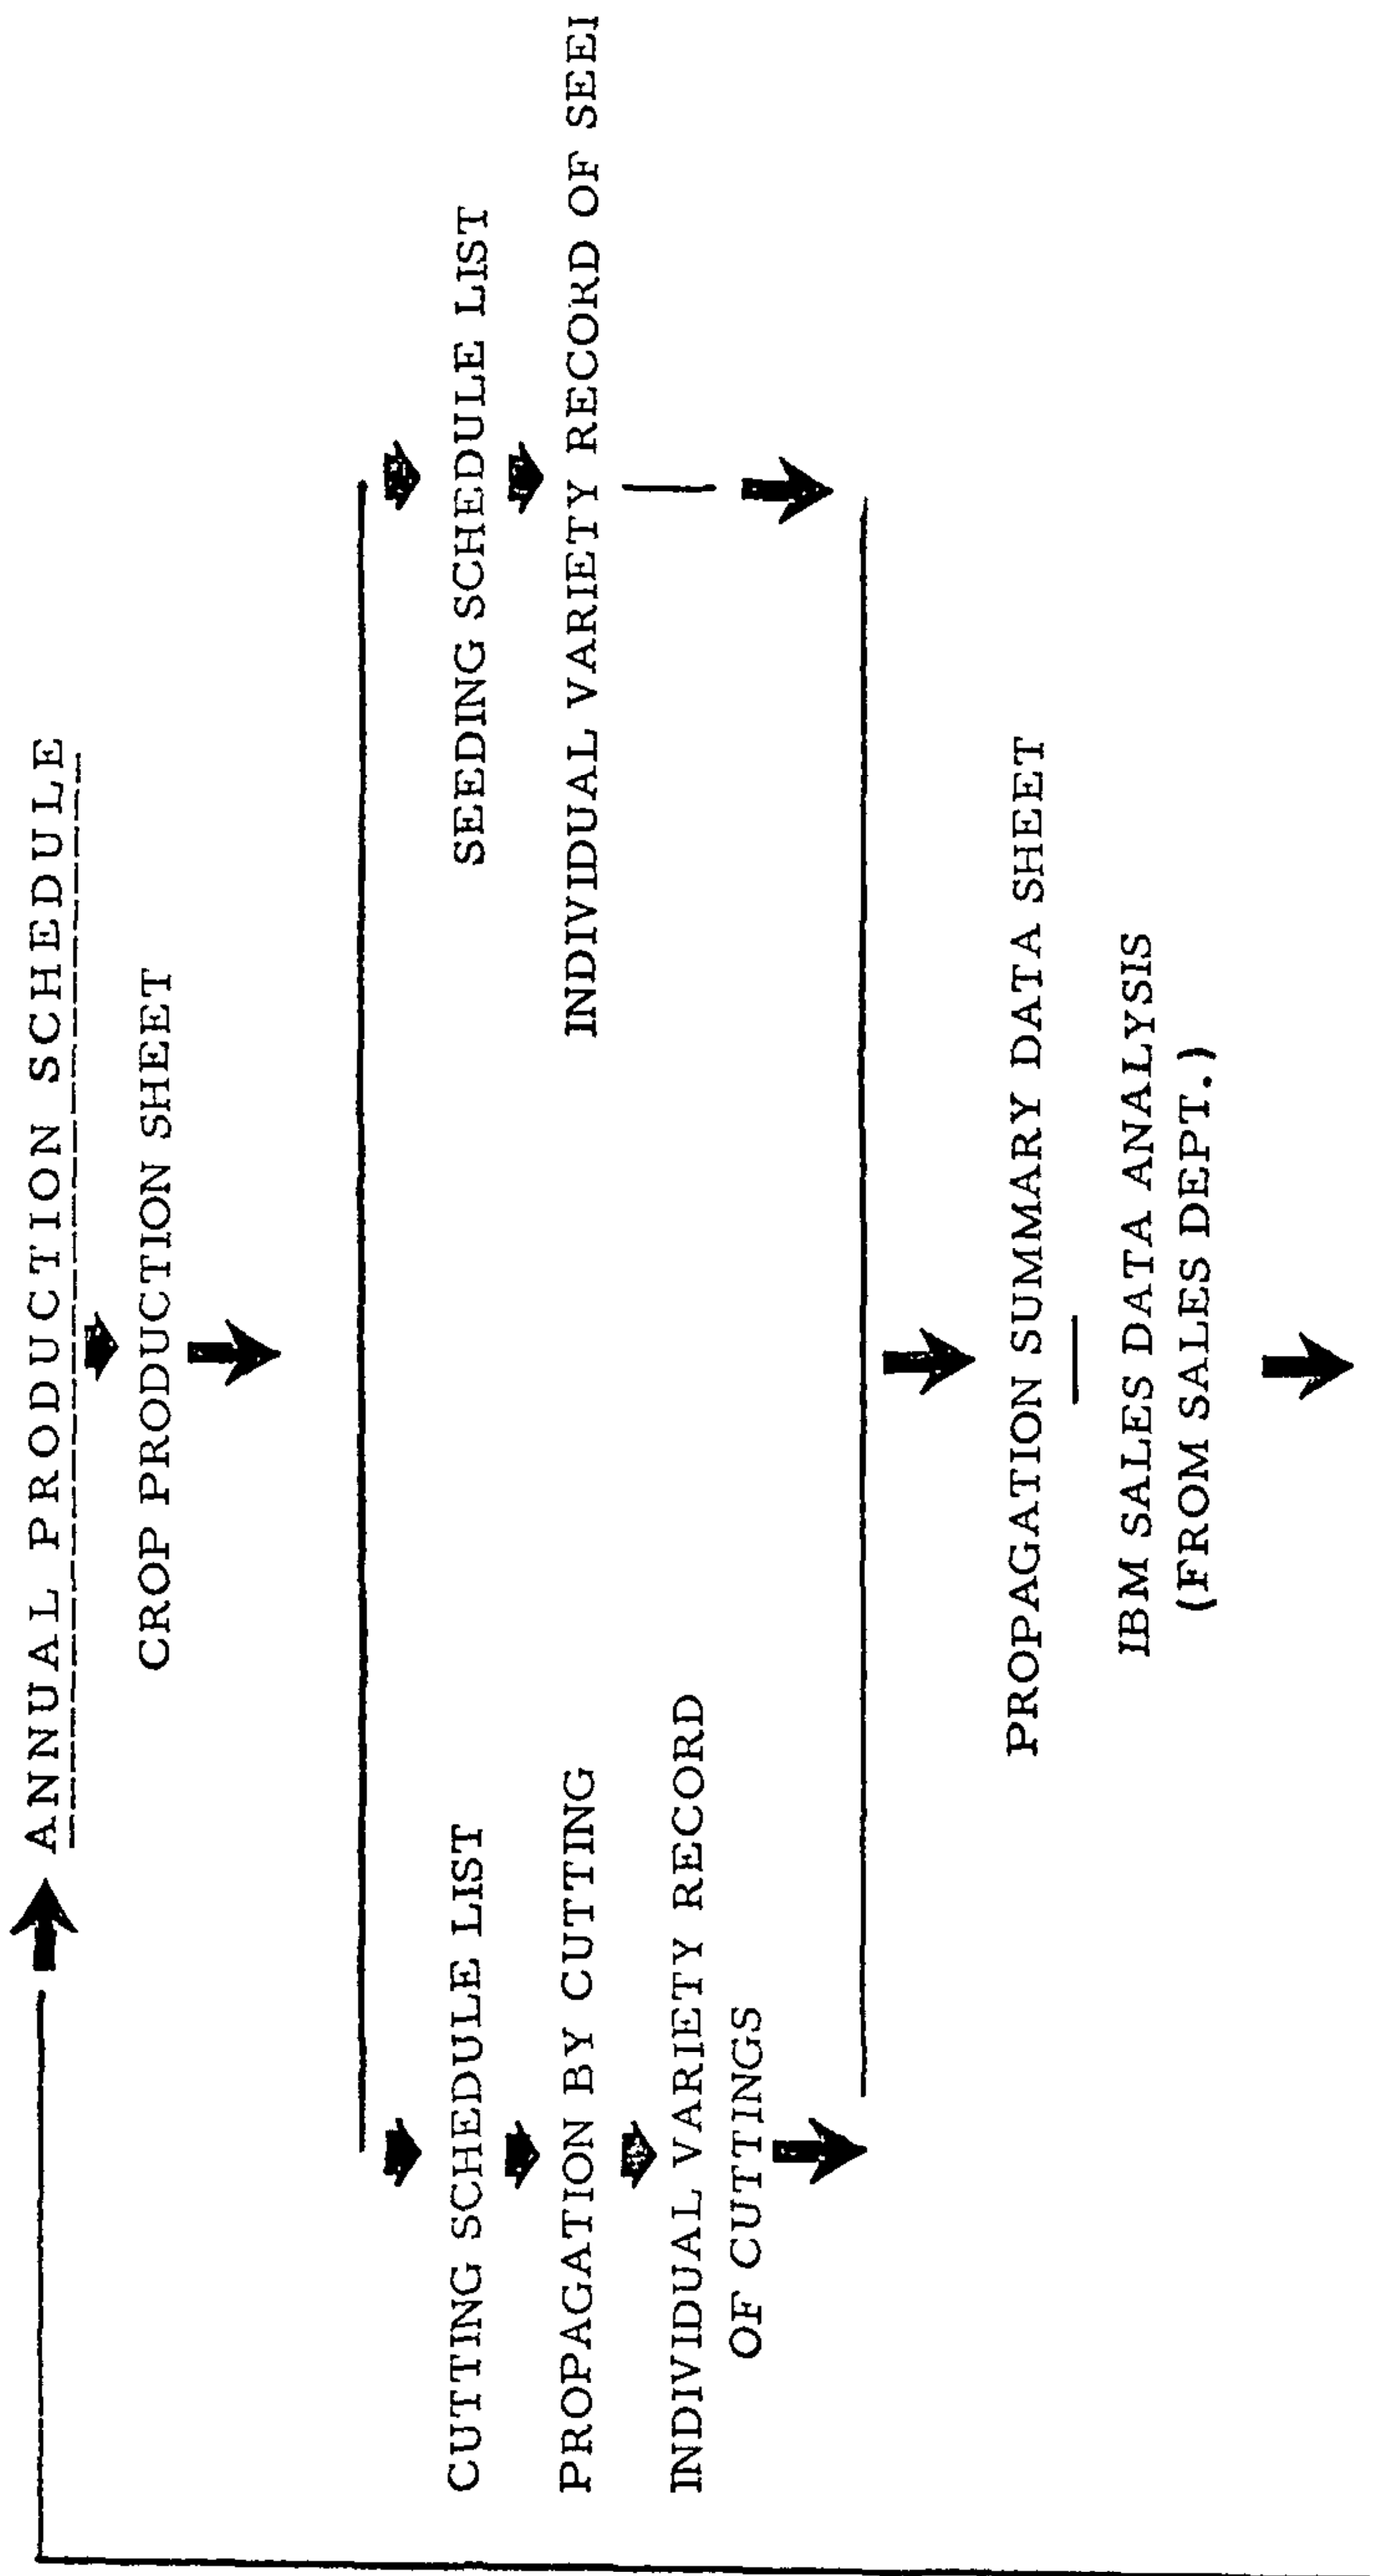 ANNUAL PRODUCTION SCHEDULE
CROP PRODUCTION SHEET
CUTTING SCHEDULE LIST
PROPAGATION BY CUTTING
INDIVIDUAL VARIETY RECORD
OF CUTTINGS
SEEDING SCHEDULE LIST
INDIVIDUAL VARIETY RECORD OF
PROPAGATION SUMMARY DATA SHEET
IBM SALES DATA ANALYSIS
(FROM SALES DEPT.)